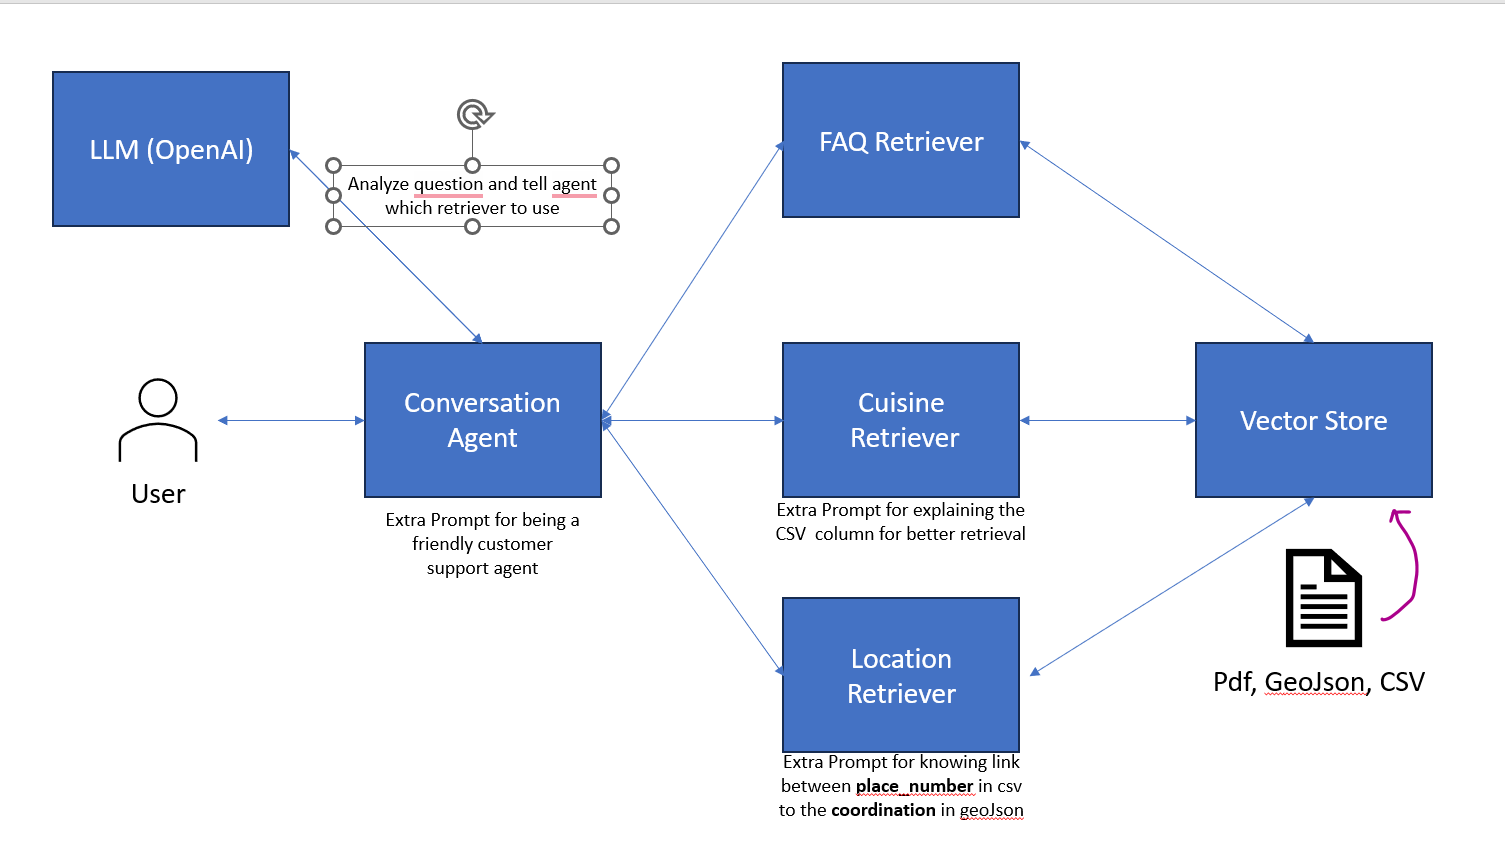 LLM (OpenAI)
Analyze question and tell agent
which retriever to use
FAQ Retriever
Conversation
Agent
Extra Prompt for being a
friendly customer
support agent
User
Cuisine
Retriever
Extra Prompt for explaining the
CSV  column for better retrieval
Vector Store
Location
Retriever
Extra Prompt for knowing link
between place_number in csv
to the coordination in geoJson
Pdf, GeoJson, CSV